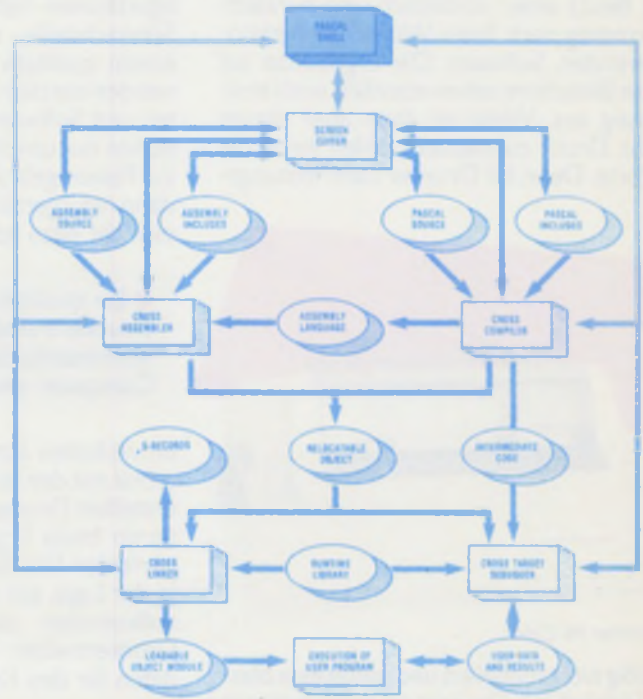 PASCAL
SHELL
SCREEN
EDITOR
ASSEMBLY
SOURCE
ASSEMBLY
INCLUDES
PASCAL
SOURCE
PASCAL
INCLUDES
CROSS
ASSEMBLER
ASSEMBLY
LANGUAGE
CROSS
COMPILER
S-RECORDS
RELOCATABLE
OBJECT
INTERMEDIATE
CODE
CROSS
LINKER
RUNTIME
LIBRARY
CROSS TARGET
DEBUGGER
LOADABLE
OBJECT MODULE
EXECUTION OF
USER PROGRAM
USER DATA
AND RESULTS